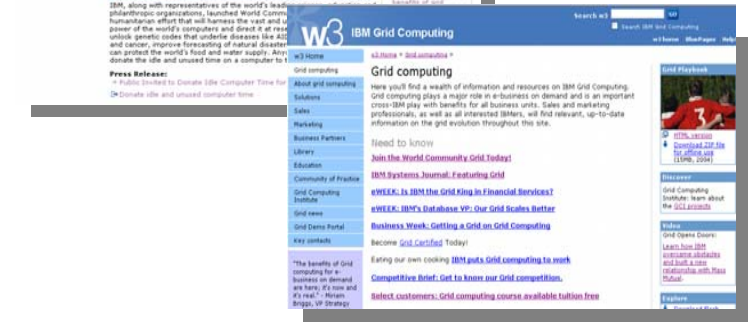 benefits of Grid
IBM, along with representatives of the world's leading
philanthropic organizations, launched World Commu
humanitarian effort that will harness the vast and u
power of the world's computers and direct it at rese
unlock genetic codes that underlie diseases like AID
and cancer, improve forecasting of natural disaster
can protect the world's food and water supply. Any
donate the idle and unused time on a computer to t
Press Release:
Public Invited to Donate Idle Computer Time for
Donate idle and unused computer time
w3 IBM Grid Computing
Search w3
GO
Search IBM Grid Computing
w3 home BluePages Help
w3 Home
Grid computing
About grid computing
Solutions
Sales
Marketing
Business Partners
Library
Education
Community of Practice
Grid Computing
Institute
Grid news
Grid Demo Portal
Key contacts
"The benefits of Grid
computing for e-
business on demand
are here; it's now and
it's real." - Miriam
Briggs, VP Strategy
w3 Home > Grid computing >
Grid computing
Here you'll find a wealth of information and resources on IBM Grid Computing.
Grid computing plays a major role in e-business on demand and is an important
cross-IBM play with benefits for all business units. Sales and marketing
professionals, as well as all interested IBMers, will find relevant, up-to-date
information on the grid evolution throughout this site.
Need to know
Join the World Community Grid Today!
IBM Systems Journal: Featuring Grid
eWEEK: Is IBM the Grid King in Financial Services?
eWEEK: IBM's Database VP: Our Grid Scales Better
Business Week: Getting a Grid on Grid Computing
Become Grid Certified Today!
Eating our own cooking IBM puts Grid computing to work
Competitive Brief: Get to know our Grid competition.
Select customers: Grid computing course available tuition free
Grid Playbook
3
HTML version
Download ZIP file
for offline use
(15MB, 2004)
Discover
Grid Computing
Institute: learn about
the GCI projects
Video
Grid Opens Doors:
Learn how IBM
overcame obstacles
and built a new
relationship with Mass
Mutual.
Explore